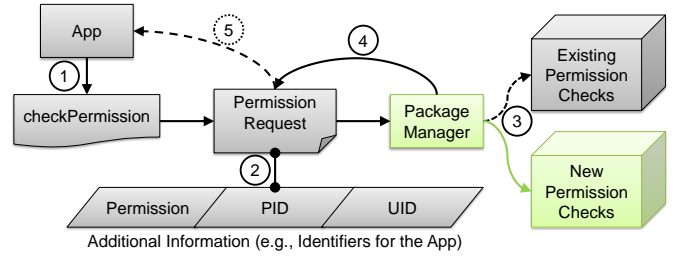 App
5
4
1
Existing
Permission
Checks
checkPermission
Permission
Request
Package
Manager
3
2
New
Permission
Checks
Permission
PID
UID
Additional Information (e.g., Identifiers for the App)